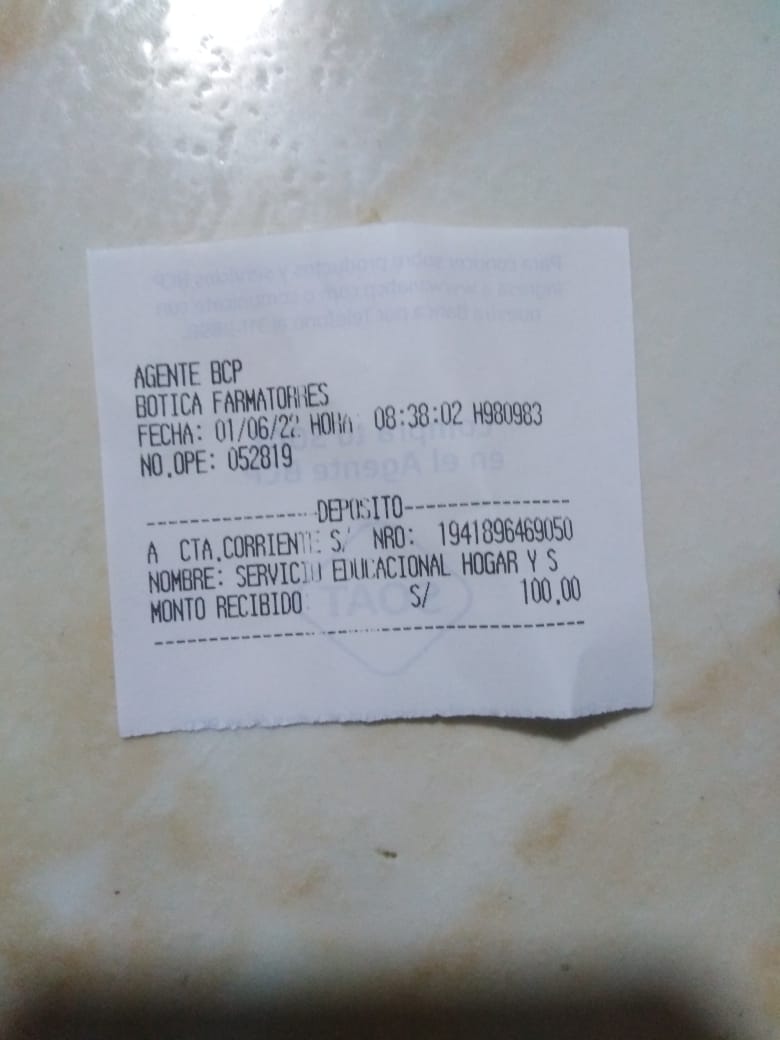 AGENTE BCP
BOTICA FARMATORRES
FECHA: 01/06/22 HORA: 08:38:02 H980983
NO.OPE: 052819
--------------------DEPOSITO--------------------
A CTA.CORRIENTE S/ NRO: 1941896469050
NOMBRE: SERVICIO EDUCACIONAL HOGAR Y S
MONTO RECIBIDO S/ 100.00